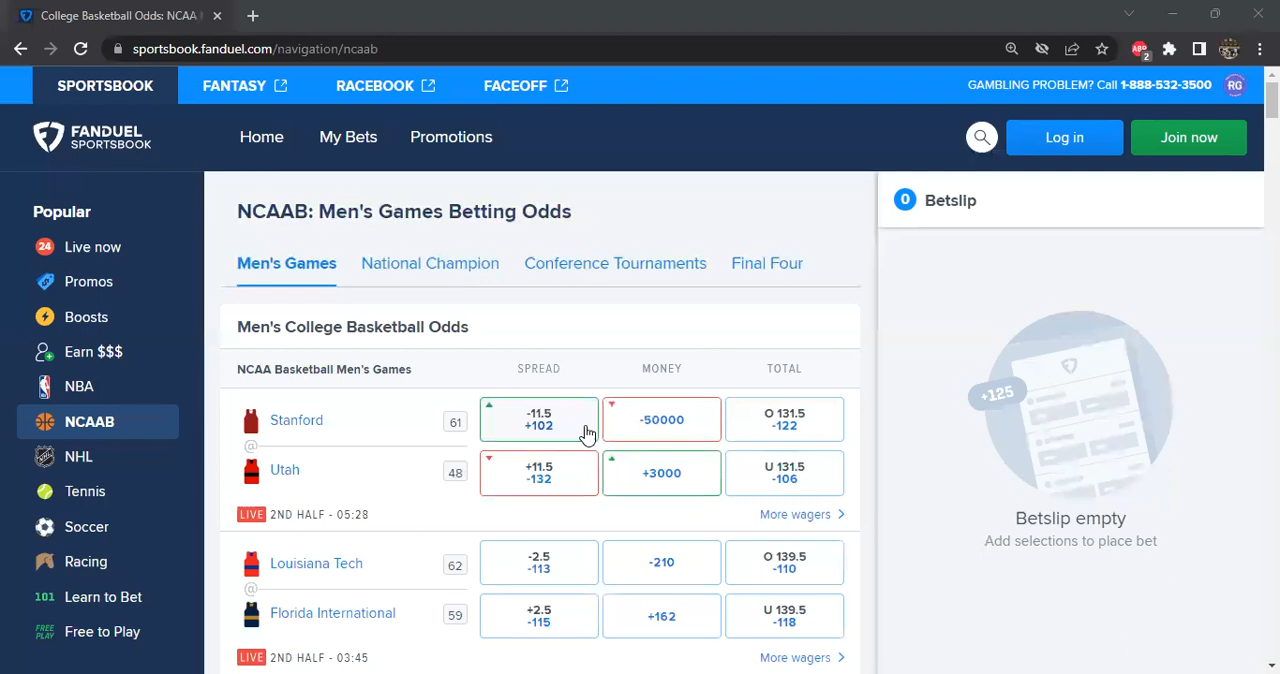 College Basketball Odds: NCAA
sportsbook.fanduel.com/navigation/ncaab
ABP
2
SPORTSBOOK
FANTASY
RACEBOOK
FACEOFF
GAMBLING PROBLEM? Call 1-888-532-3500
RG
FANDUEL
SPORTSBOOK
Home
My Bets
Promotions
Log in
Join now
Popular
24 Live now
Promos
Boosts
Earn $$$
NBA
NCAAB
NHL
Tennis
Soccer
Racing
101 Learn to Bet
FREE PLAY Free to Play
NCAAB: Men's Games Betting Odds
Men's Games
National Champion
Conference Tournaments
Final Four
Men's College Basketball Odds
NCAA Basketball Men's Games
SPREAD
MONEY
TOTAL
Stanford
61
-11.5
+102
-50000
O 131.5
-122
@
Utah
48
+11.5
-132
+3000
U 131.5
-106
LIVE 2ND HALF - 05:28
More wagers
Louisiana Tech
62
-2.5
-113
-210
O 139.5
-110
@
Florida International
59
+2.5
-115
+162
U 139.5
-118
LIVE 2ND HALF - 03:45
More wagers
0 Betslip
+125
Betslip empty
Add selections to place bet